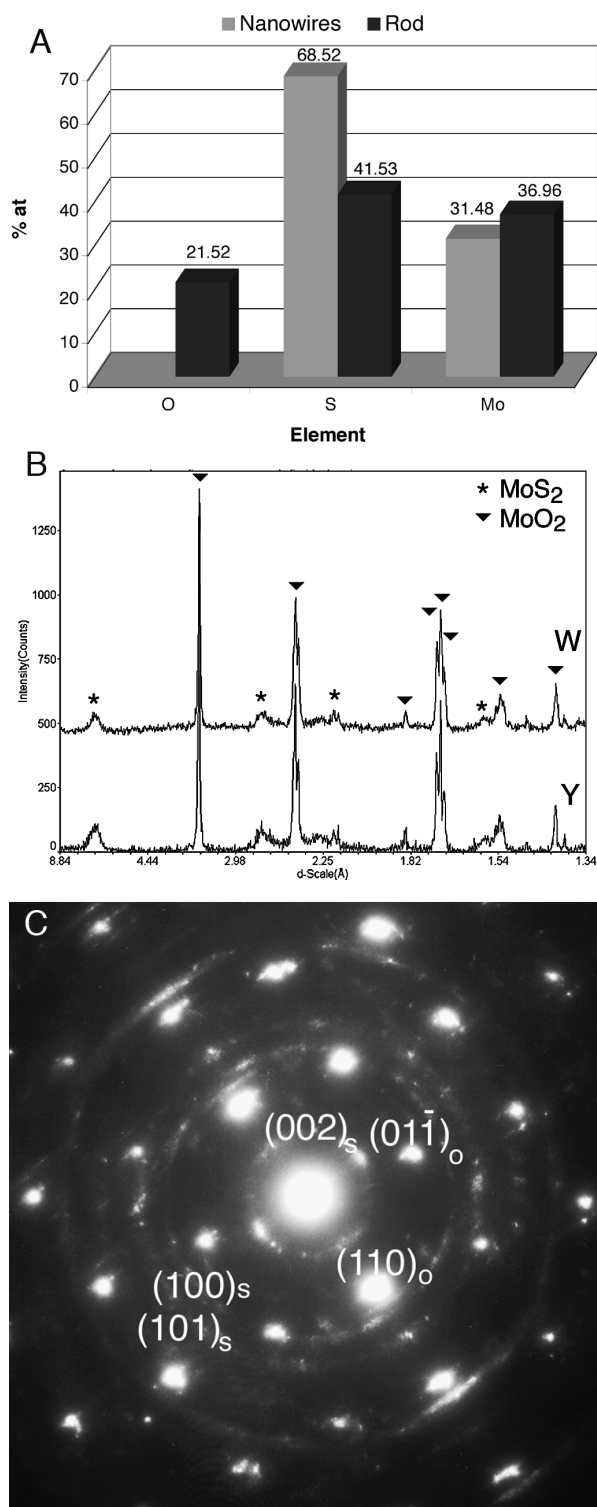 A
Nanowires Rod
68.52
70
60
50
40
30
20
10
0
41.53
36.96
31.48
21.52
% at
O S Mo
Element
B
* MoS2
▼ MoO2
1250
1000
750
500
250
0
Intensity(Counts)
W
Y
8.84 4.44 2.98 2.25 1.82 1.54 1.34
d-Scale(Å)
C
(002)s (011̄)o
(110)o
(100)s
(101)s